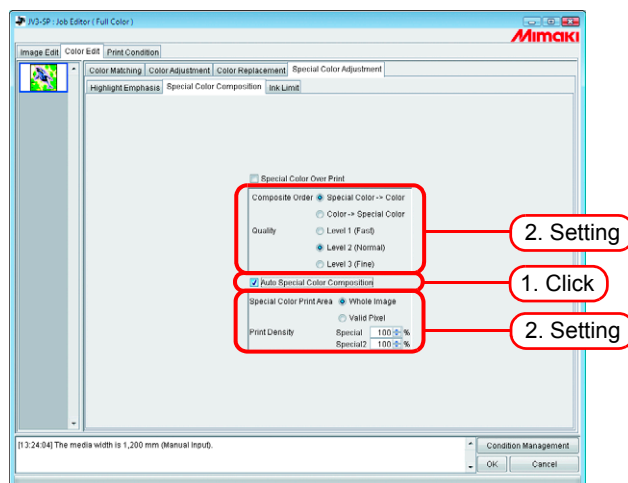 JV3-SP : Job Editor ( Full Color )
Mimaki
Image Edit Color Edit Print Condition
Color Matching Color Adjustment Color Replacement Special Color Adjustment
Highlight Emphasis Special Color Composition Ink Limit
Special Color Over Print
Composite Order Special Color -> Color
Color -> Special Color
Quality Level 1 (Fast)
Level 2 (Normal)
Level 3 (Fine)
2. Setting
Auto Special Color Composition
1. Click
Special Color Print Area Whole Image
Valid Pixel
Print Density Special 100 %
Special2 100 %
2. Setting
[13:24:04] The media width is 1,200 mm (Manual Input).
Condition Management
OK Cancel